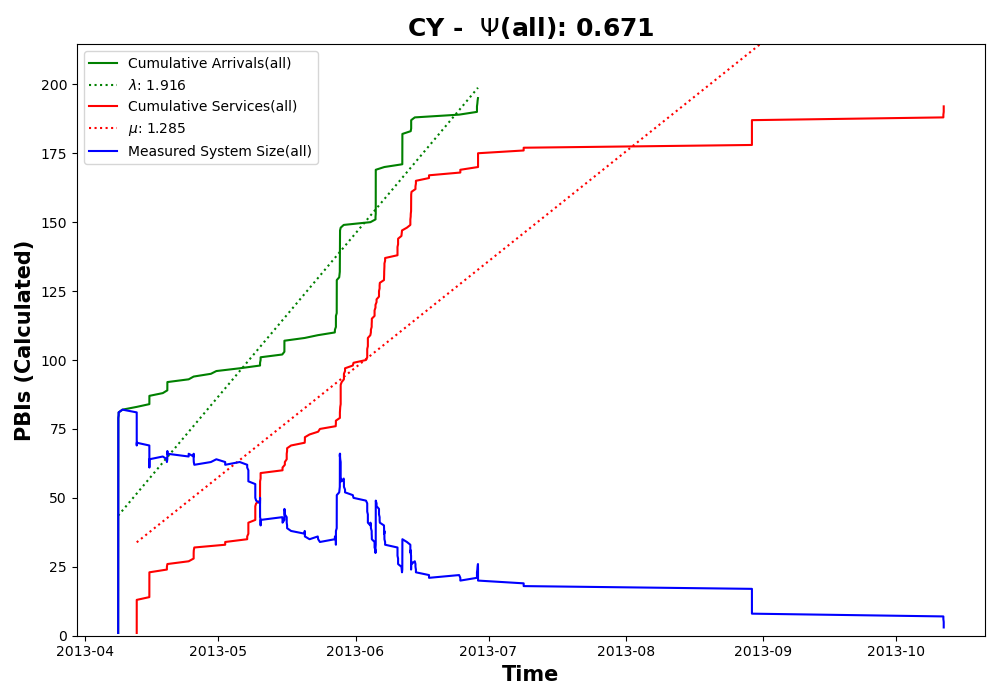 CY - Ψ(all): 0.671
Cumulative Arrivals(all)
λ: 1.916
Cumulative Services(all)
μ: 1.285
Measured System Size(all)
PBIs (Calculated)
200
175
150
125
100
75
50
25
0
2013-04 2013-05 2013-06 2013-07 2013-08 2013-09 2013-10
Time